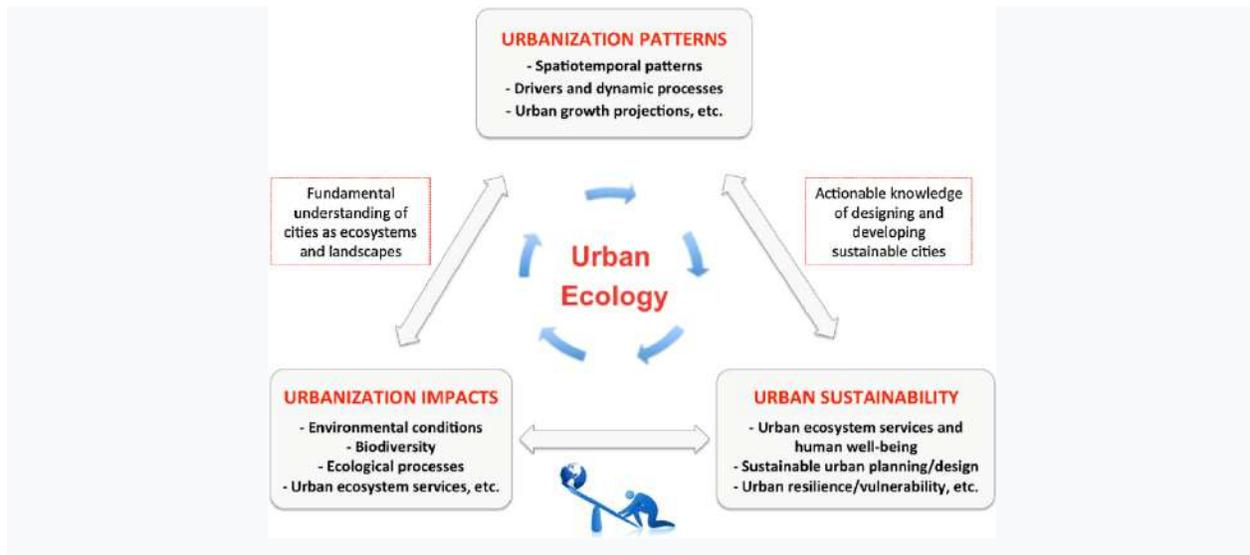 URBANIZATION PATTERNS
- Spatiotemporal patterns
- Drivers and dynamic processes
- Urban growth projections, etc.
Fundamental
understanding of
cities as ecosystems
and landscapes
Actionable knowledge
of designing and
developing
sustainable cities
Urban
Ecology
URBANIZATION IMPACTS
- Environmental conditions
- Biodiversity
- Ecological processes
- Urban ecosystem services, etc.
URBAN SUSTAINABILITY
- Urban ecosystem services and
human well-being
- Sustainable urban planning/design
- Urban resilience/vulnerability, etc.